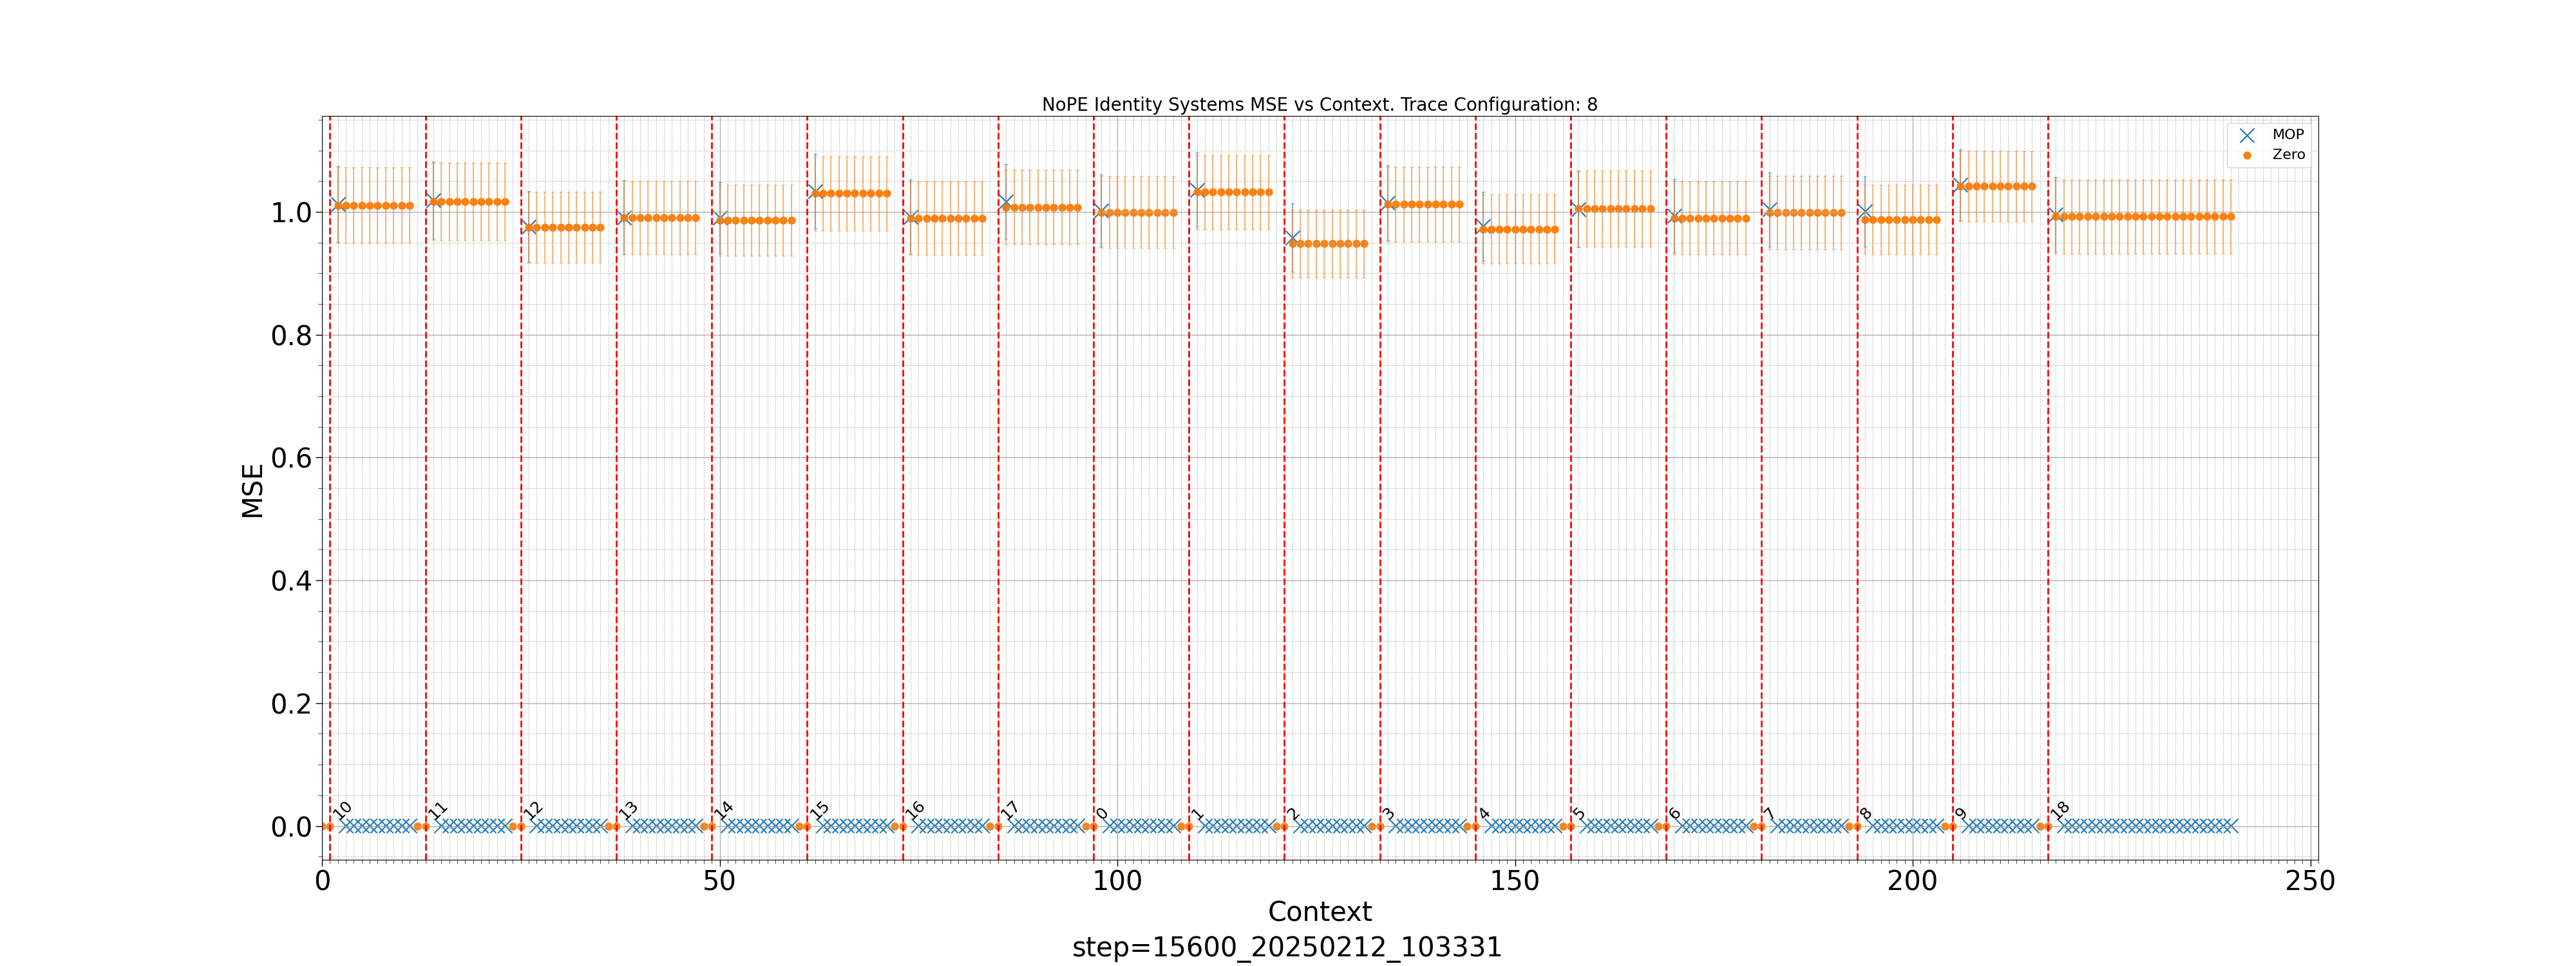 NoPE Identity Systems MSE vs Context. Trace Configuration: 8
MOP
Zero
1.0
0.8
0.6
0.4
0.2
0.0
MSE
10 11 12 13 14 15 16 17 0 1 2 3 4 5 6 7 8 9 18
0 50 100 150 200 250
Context
step=15600_20250212_103331